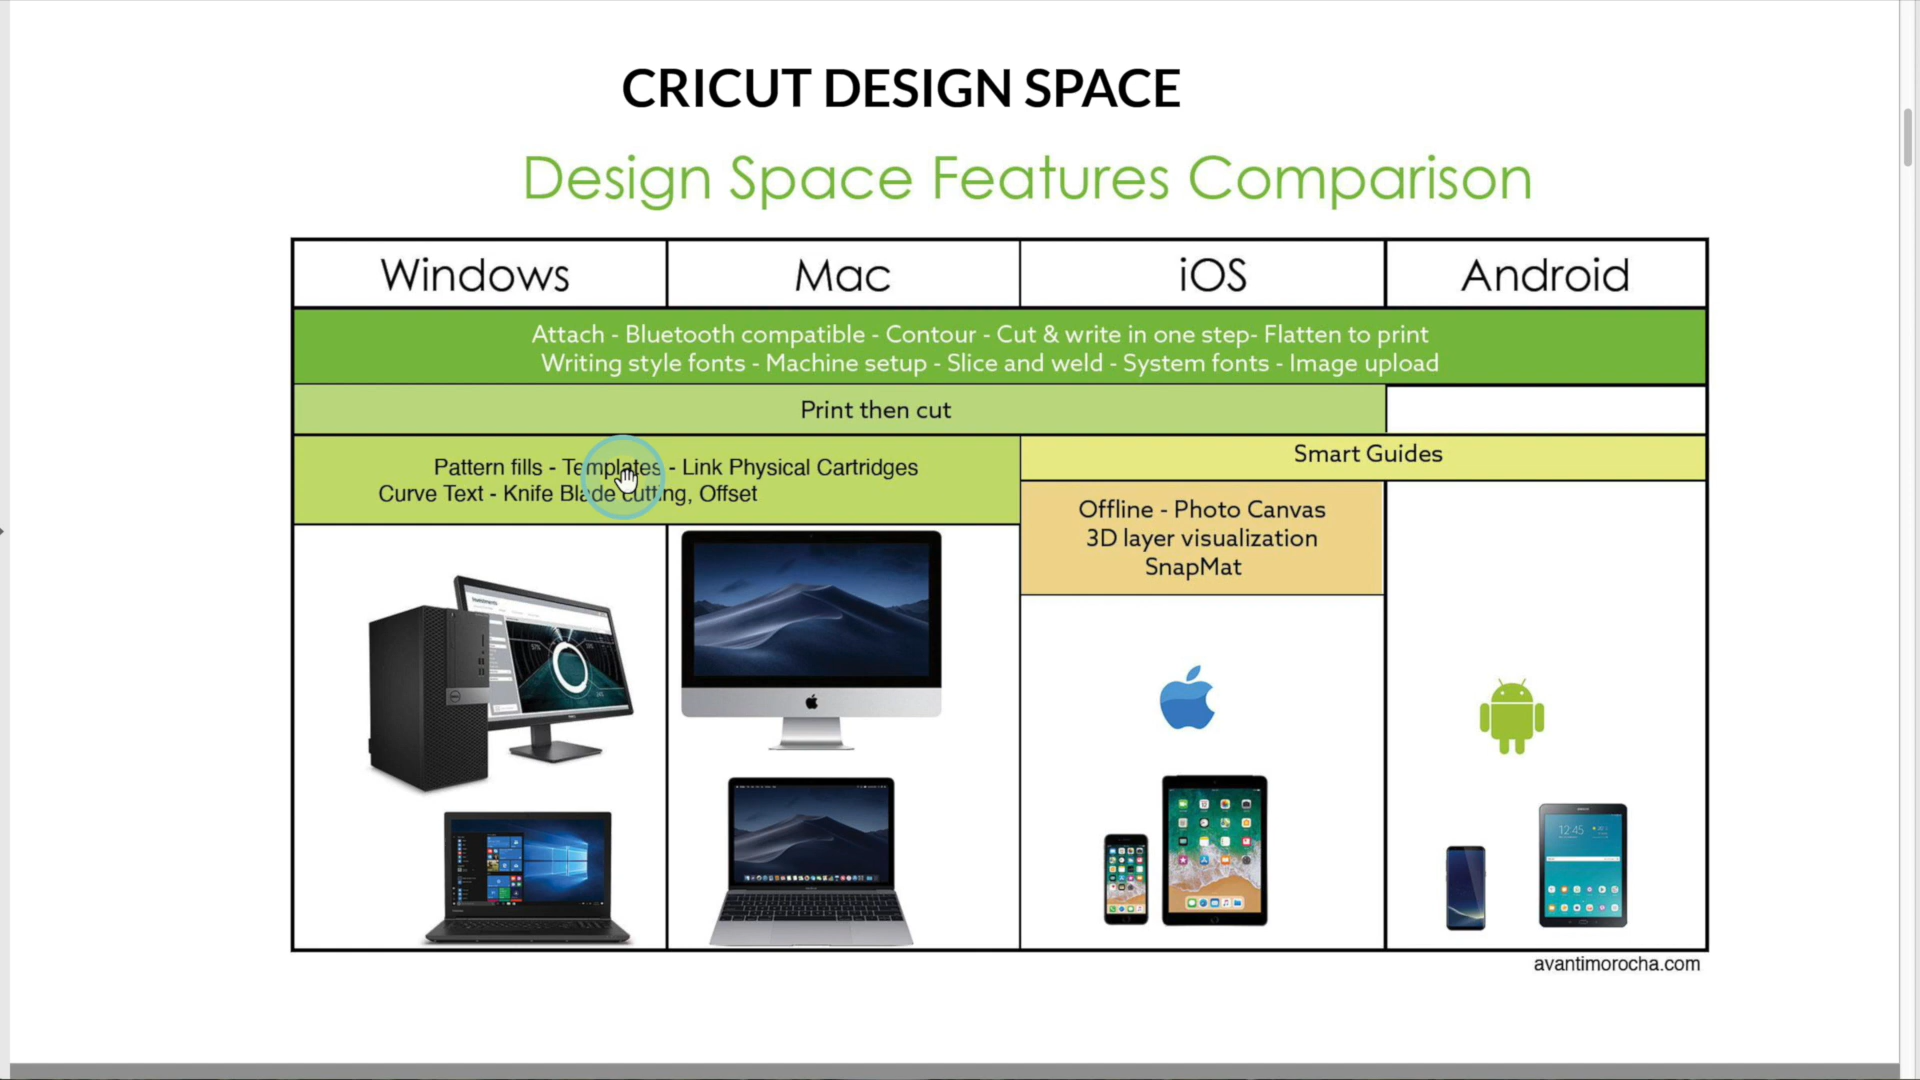 CRICUT DESIGN SPACE
Design Space Features Comparison
Windows
Mac
iOS
Android
Attach - Bluetooth compatible - Contour - Cut & write in one step- Flatten to print
Writing style fonts - Machine setup - Slice and weld - System fonts - Image upload
Print then cut
Pattern fills - Templates - Link Physical Cartridges
Curve Text - Knife Blade cutting, Offset
Smart Guides
Offline - Photo Canvas
3D layer visualization
SnapMat
12:45
avantimorocha.com